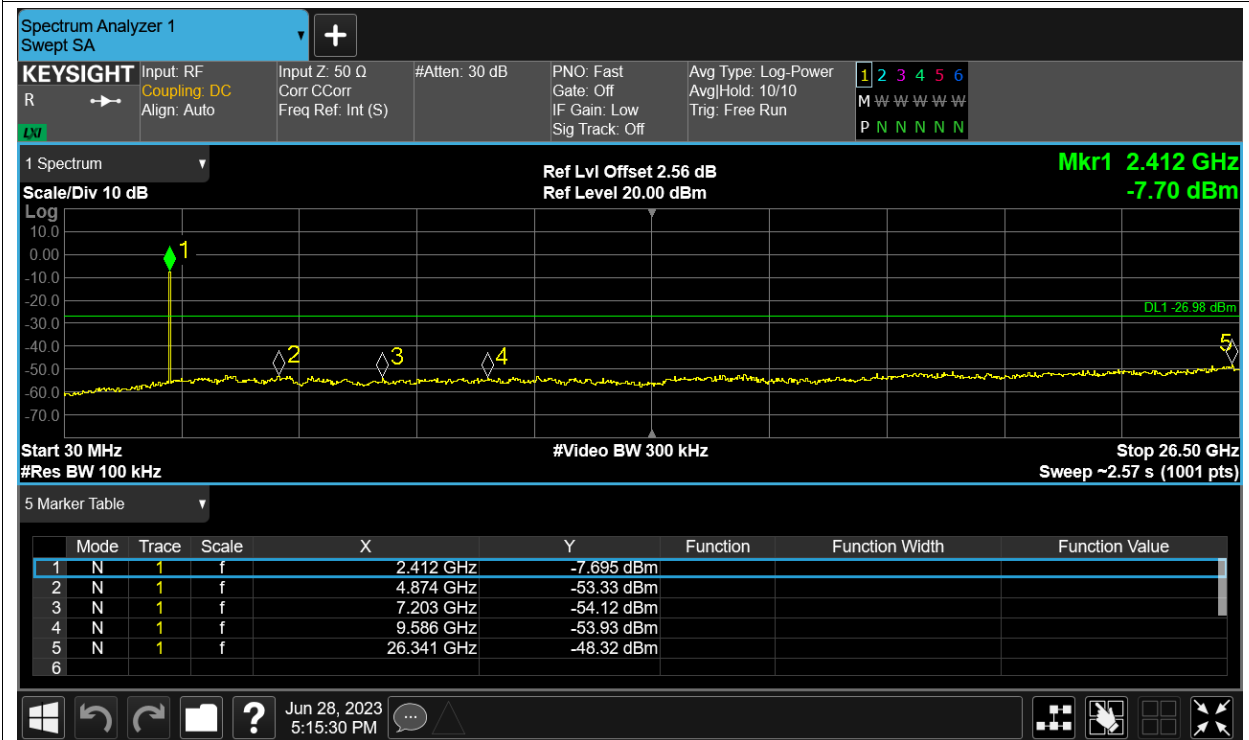 Spectrum Analyzer 1
Swept SA
+
KEYSIGHT
R
LXI
Input: RF
Coupling: DC
Align: Auto
Input Z: 50 Ω
Corr CCorr
Freq Ref: Int (S)
#Atten: 30 dB
PNO: Fast
Gate: Off
IF Gain: Low
Sig Track: Off
Avg Type: Log-Power
Avg|Hold: 10/10
Trig: Free Run
1 2 3 4 5 6
M W W W W W
P N N N N N
1 Spectrum
Scale/Div 10 dB
Ref Lvl Offset 2.56 dB
Ref Level 20.00 dBm
Mkr1 2.412 GHz
-7.70 dBm
Log
10.0
0.00
-10.0
-20.0
-30.0
-40.0
-50.0
-60.0
-70.0
1
DL1 -26.98 dBm
2
3
4
5
Start 30 MHz
#Res BW 100 kHz
#Video BW 300 kHz
Stop 26.50 GHz
Sweep ~2.57 s (1001 pts)
5 Marker Table
Mode Trace Scale X Y Function Function Width Function Value
1 N 1 f 2.412 GHz -7.695 dBm
2 N 1 f 4.874 GHz -53.33 dBm
3 N 1 f 7.203 GHz -54.12 dBm
4 N 1 f 9.586 GHz -53.93 dBm
5 N 1 f 26.341 GHz -48.32 dBm
6
?
Jun 28, 2023
5:15:30 PM